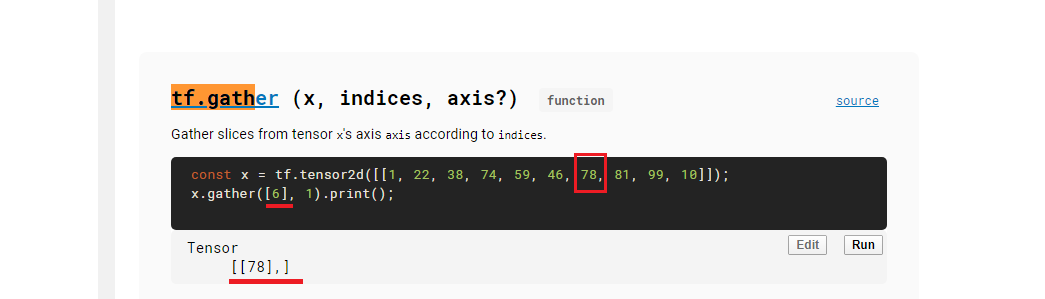 tf.gather (x, indices, axis?) function source
Gather slices from tensor x's axis axis according to indices.
const x = tf.tensor2d([[1, 22, 38, 74, 59, 46, 78, 81, 99, 10]]);
x.gather([6], 1).print();
Edit Run
Tensor
[[78],]